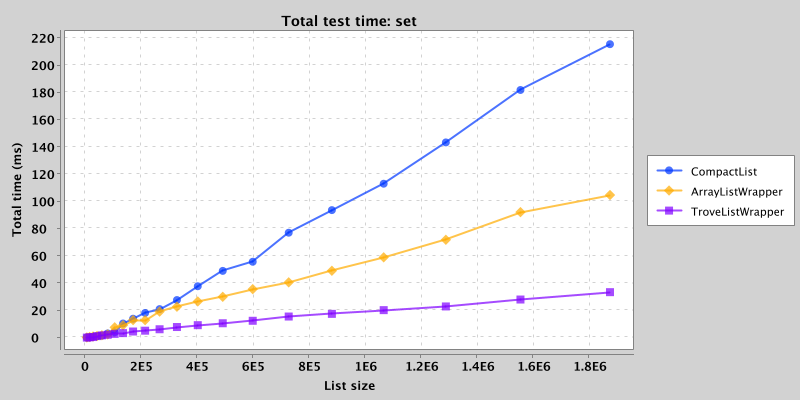 Total test time: set
Total time (ms)
220
200
180
160
140
120
100
80
60
40
20
0
0 2E5 4E5 6E5 8E5 1E6 1.2E6 1.4E6 1.6E6 1.8E6
List size
CompactList
ArrayListWrapper
TroveListWrapper